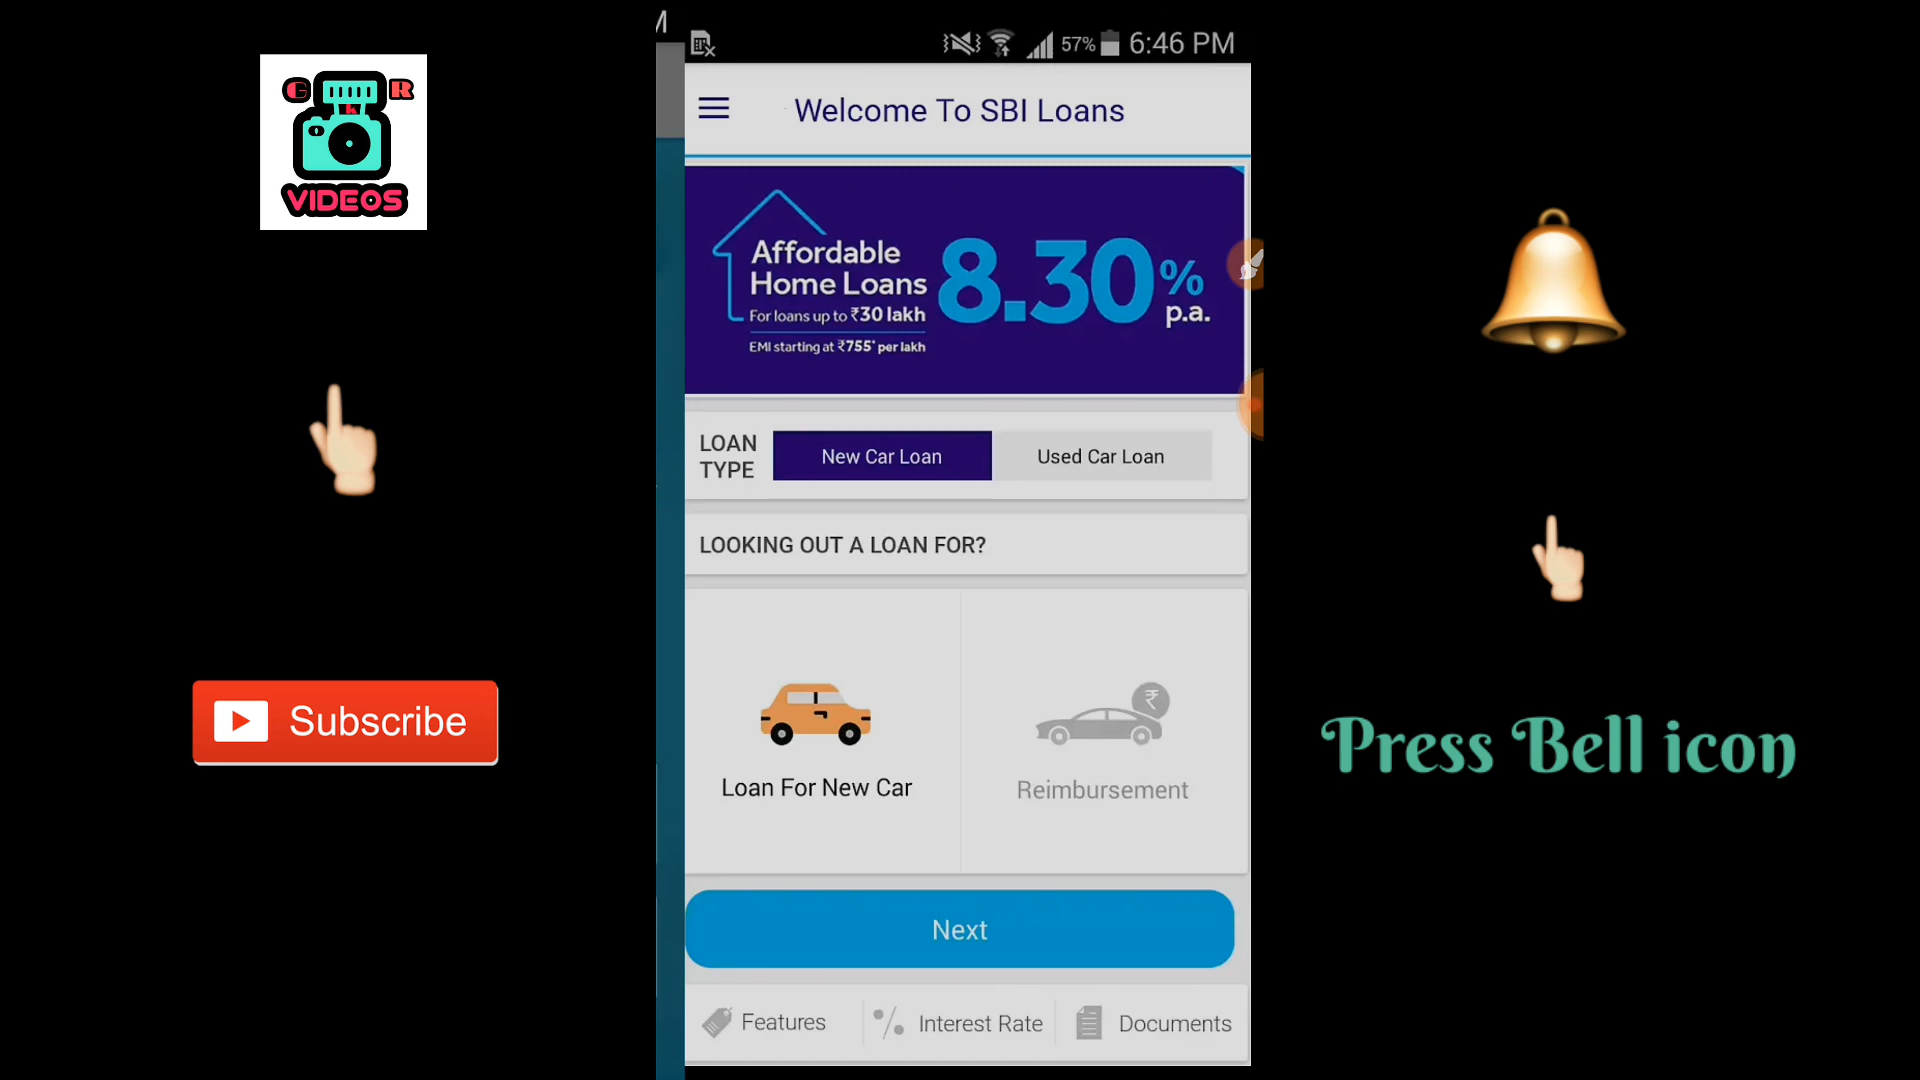 G R
VIDEOS
Subscribe
M
57% 6:46 PM
Welcome To SBI Loans
Affordable
Home Loans
For loans up to ₹30 lakh
EMI starting at ₹755* per lakh
8.30%
p.a.
LOAN
TYPE
New Car Loan
Used Car Loan
LOOKING OUT A LOAN FOR?
Loan For New Car
Reimbursement
Next
Features
Interest Rate
Documents
Press Bell icon